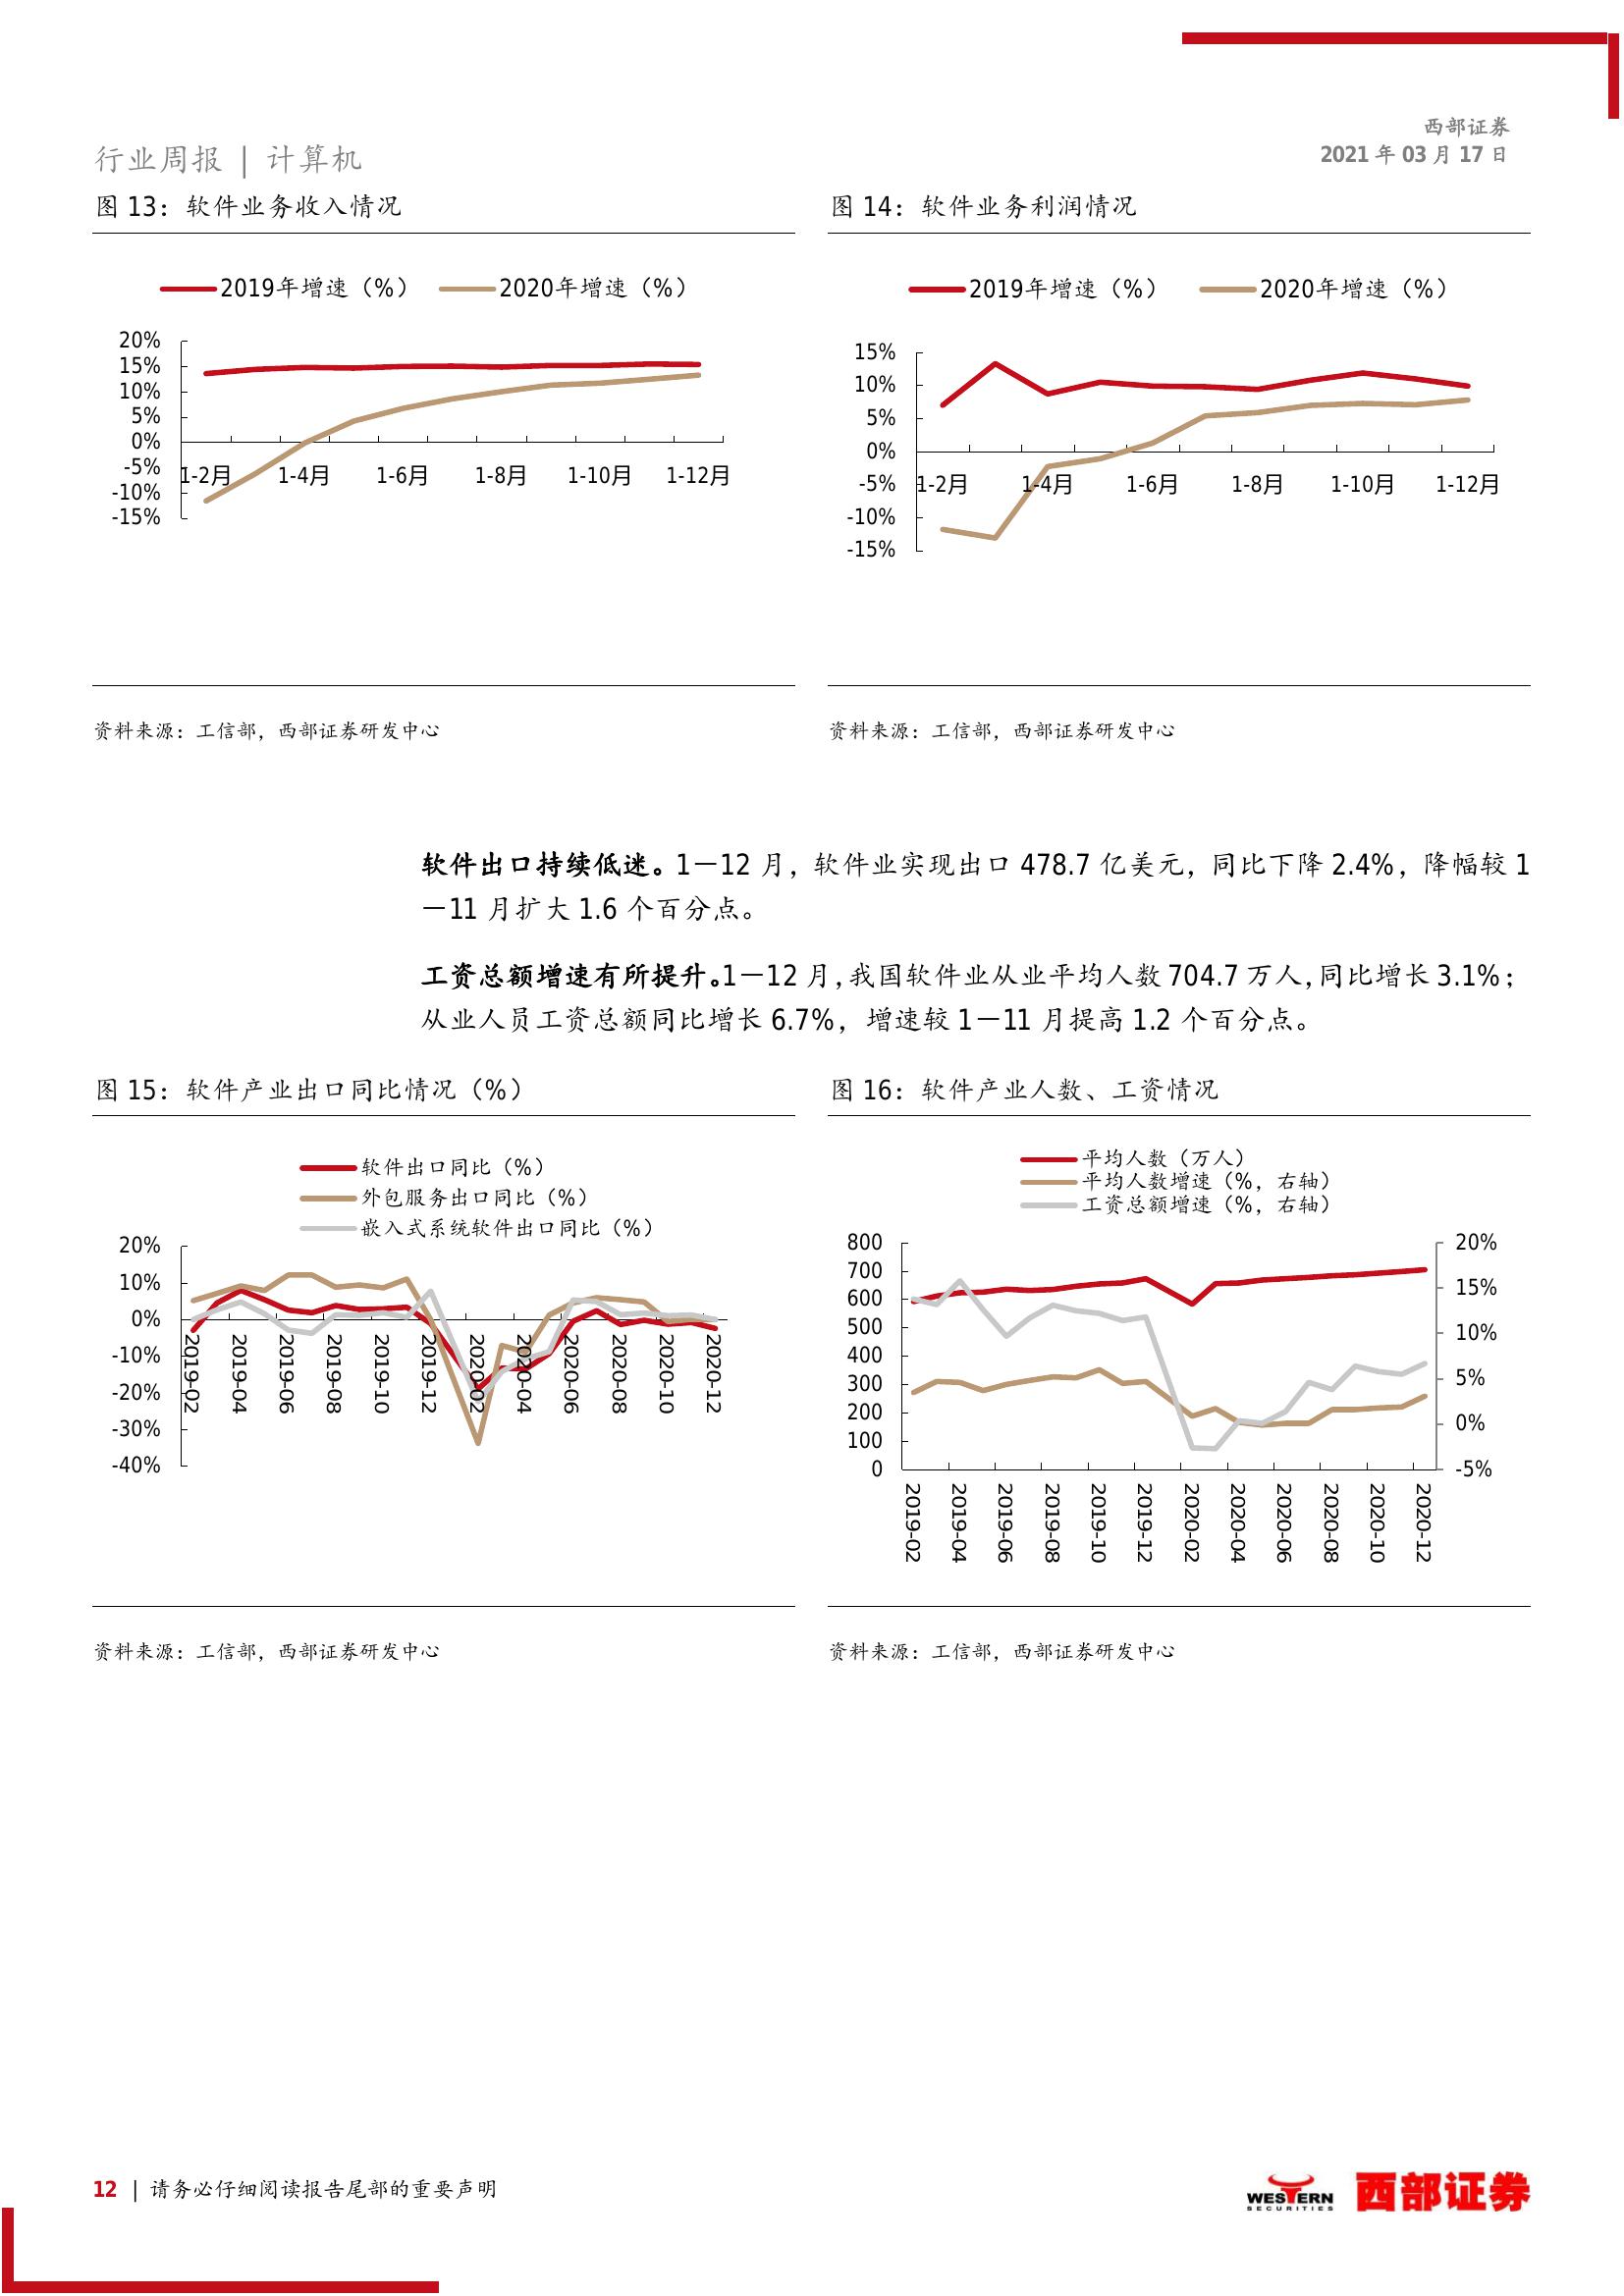 西部证券
2021 年 03 月 17 日
行业周报 | 计算机
图 13：软件业务收入情况
2019年增速（%）
2020年增速（%）
20%
15%
10%
5%
0%
-5%
-10%
-15%
1-2月
1-4月
1-6月
1-8月
1-10月
1-12月
资料来源：工信部，西部证券研发中心
图 14：软件业务利润情况
2019年增速（%）
2020年增速（%）
15%
10%
5%
0%
-5%
-10%
-15%
1-2月
1-4月
1-6月
1-8月
1-10月
1-12月
资料来源：工信部，西部证券研发中心
软件出口持续低迷。1－12 月，软件业实现出口 478.7 亿美元，同比下降 2.4%，降幅较 1
－11 月扩大 1.6 个百分点。
工资总额增速有所提升。1－12 月，我国软件业从业平均人数 704.7 万人，同比增长 3.1%；
从业人员工资总额同比增长 6.7%，增速较 1－11 月提高 1.2 个百分点。
图 15：软件产业出口同比情况（%）
软件出口同比（%）
外包服务出口同比（%）
嵌入式系统软件出口同比（%）
20%
10%
0%
-10%
-20%
-30%
-40%
2019-02
2019-04
2019-06
2019-08
2019-10
2019-12
2020-02
2020-04
2020-06
2020-08
2020-10
2020-12
资料来源：工信部，西部证券研发中心
图 16：软件产业人数、工资情况
平均人数（万人）
平均人数增速（%，右轴）
工资总额增速（%，右轴）
800
700
600
500
400
300
200
100
0
20%
15%
10%
5%
0%
-5%
2019-02
2019-04
2019-06
2019-08
2019-10
2019-12
2020-02
2020-04
2020-06
2020-08
2020-10
2020-12
资料来源：工信部，西部证券研发中心
12 | 请务必仔细阅读报告尾部的重要声明
WESTERN
SECURITIES
西部证券